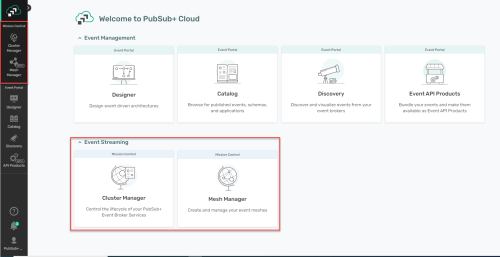 Welcome to PubSub+ Cloud
Mission Control
Cluster
Manager
Mesh
Manager
Event Portal
Designer
Catalog
Discovery
API Products
PubSub+ ...
Event Management
Event Portal
Designer
Design event driven architectures
Event Portal
Catalog
Browse for published events, schemas,
and applications
Event Portal
Discovery
Discover and visualize events from your
event brokers
Event Portal
Event API Products
Bundle your events and make them
available as Event API Products
Event Streaming
Mission Control
Cluster Manager
Control the lifecycle of your PubSub+
Event Broker Services
Mission Control
Mesh Manager
Create and manage your event meshes